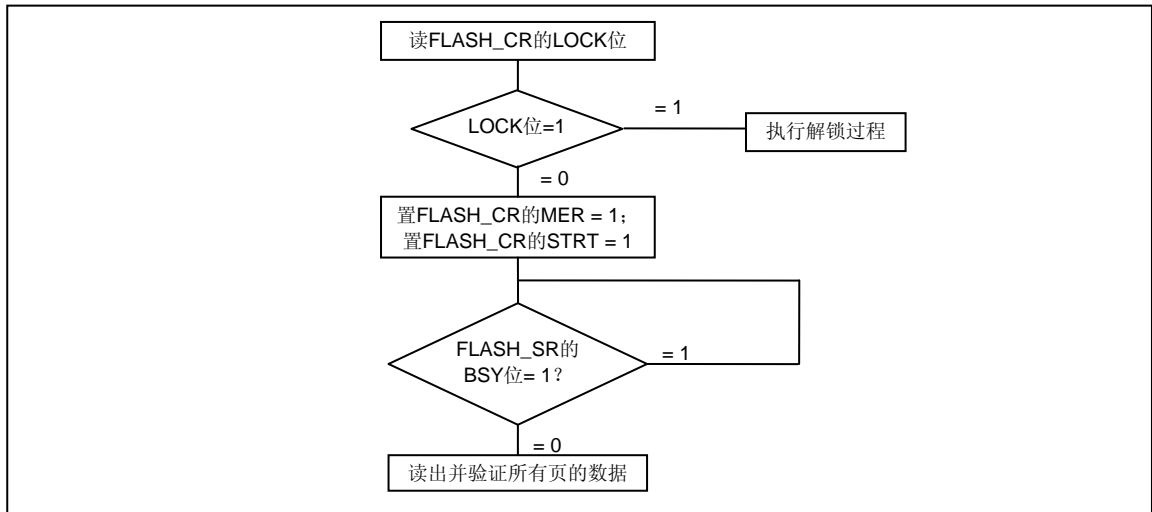 读FLASH_CR的LOCK位
= 1
LOCK位=1
执行解锁过程
= 0
置FLASH_CR的MER = 1；
置FLASH_CR的STRT = 1
FLASH_SR的
= 1
BSY位= 1？
= 0
读出并验证所有页的数据